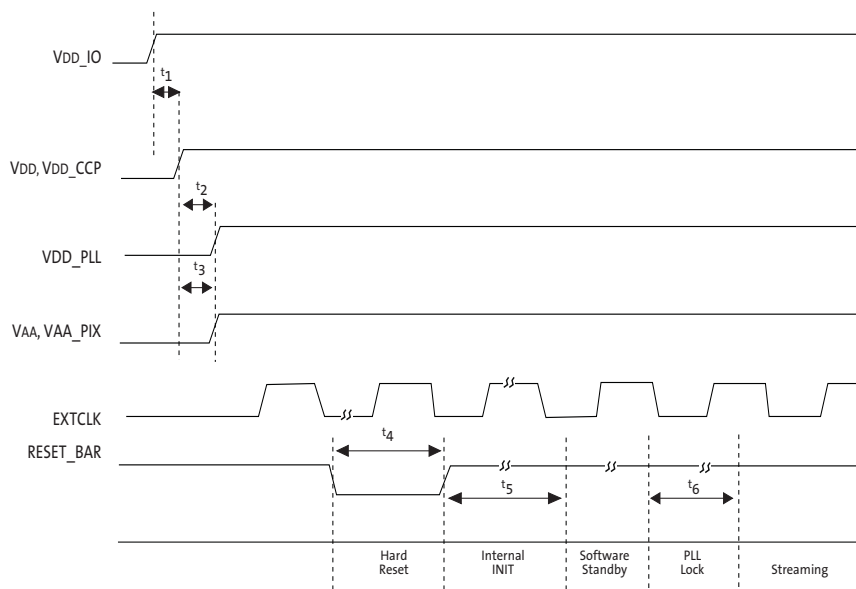 VDD_IO
t1
VDD, VDD_CCP
t2
VDD_PLL
t3
VAA, VAA_PIX
EXTCLK
RESET_BAR
t4
t5
t6
Hard
Reset
Internal
INIT
Software
Standby
PLL
Lock
Streaming